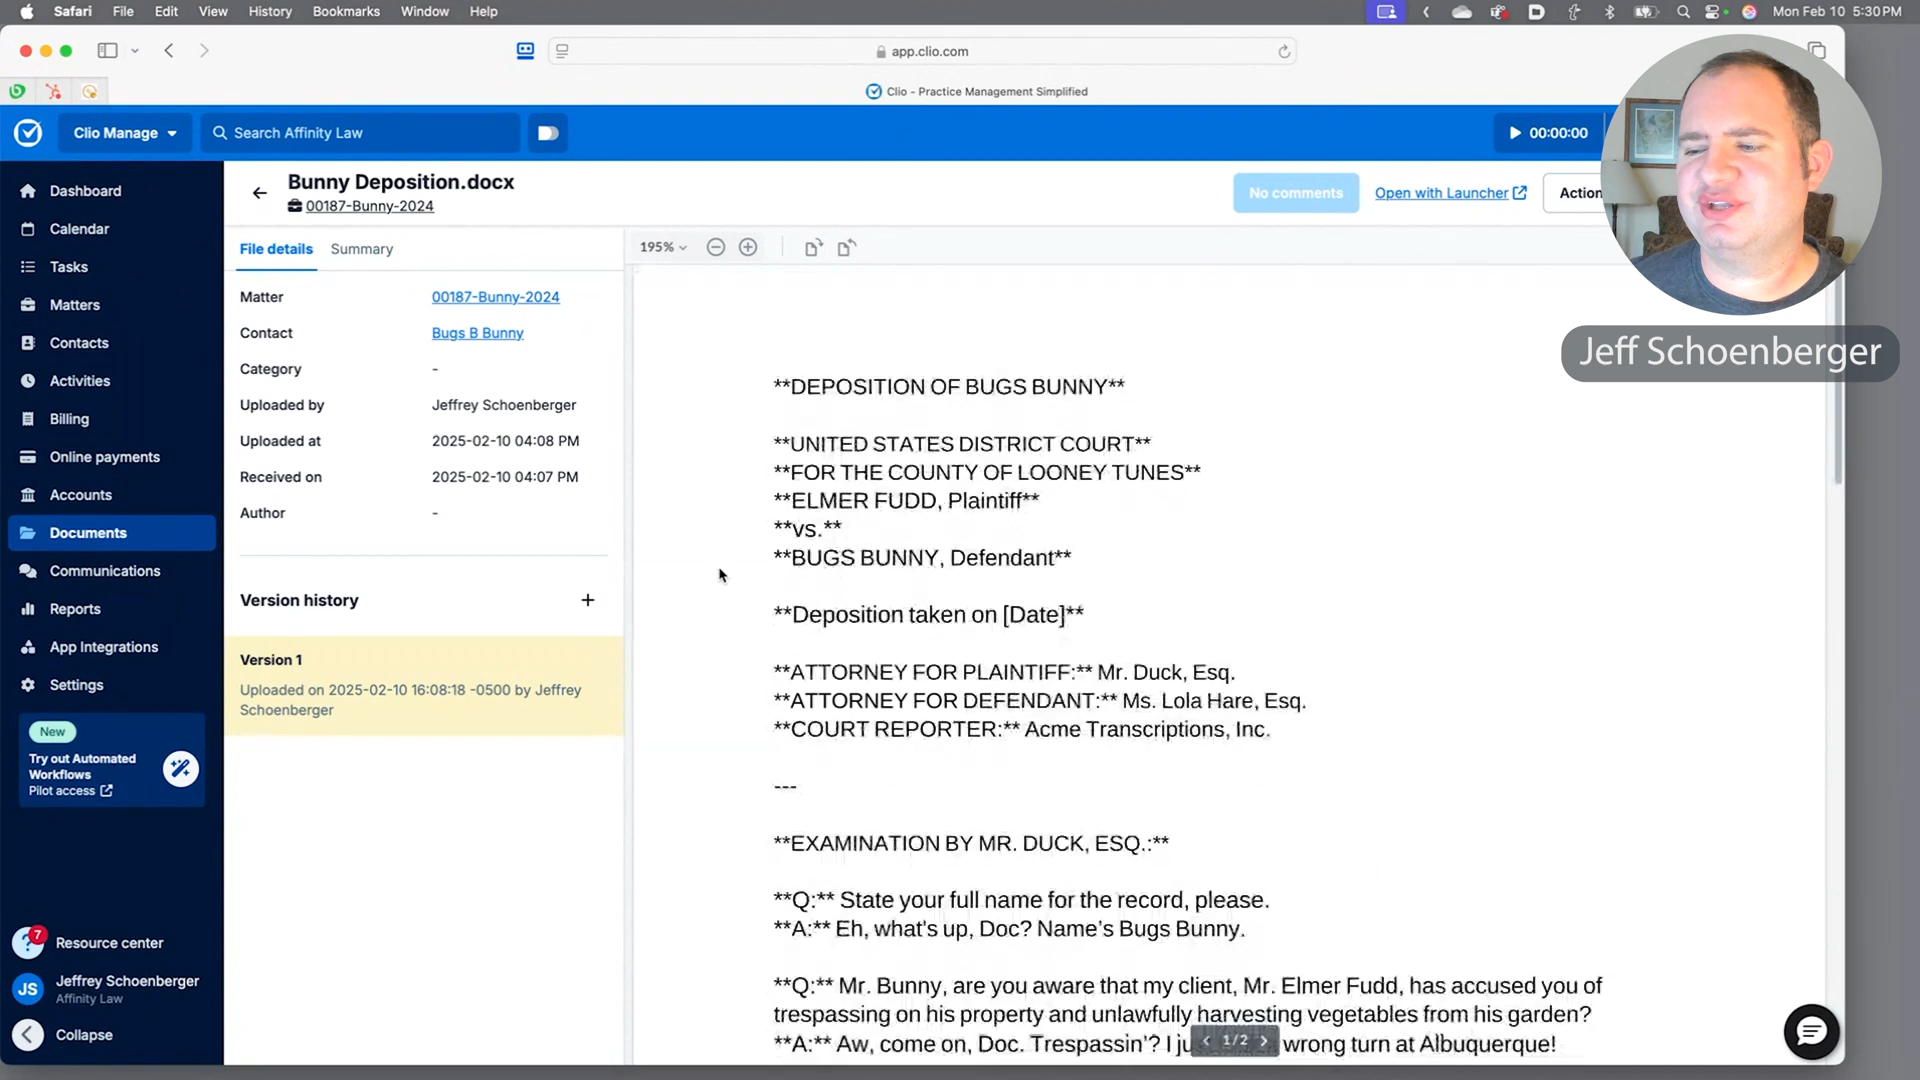 Safari File Edit View History Bookmarks Window Help Mon Feb 10 5:30 PM
app.clio.com
Clio - Practice Management Simplified
Clio Manage Search Affinity Law 00:00:00
Bunny Deposition.docx
00187-Bunny-2024
No comments Open with Launcher Action
Jeff Schoenberger
Dashboard
Calendar
Tasks
Matters
Contacts
Activities
Billing
Online payments
Accounts
Documents
Communications
Reports
App Integrations
Settings
New
Try out Automated
Workflows
Pilot access
7
Resource center
JS
Jeffrey Schoenberger
Affinity Law
Collapse
File details Summary
Matter 00187-Bunny-2024
Contact Bugs B Bunny
Category -
Uploaded by Jeffrey Schoenberger
Uploaded at 2025-02-10 04:08 PM
Received on 2025-02-10 04:07 PM
Author -
Version history +
Version 1
Uploaded on 2025-02-10 16:08:18 -0500 by Jeffrey
Schoenberger
195%
**DEPOSITION OF BUGS BUNNY**
**UNITED STATES DISTRICT COURT**
**FOR THE COUNTY OF LOONEY TUNES**
**ELMER FUDD, Plaintiff**
**vs.**
**BUGS BUNNY, Defendant**
**Deposition taken on [Date]**
**ATTORNEY FOR PLAINTIFF:** Mr. Duck, Esq.
**ATTORNEY FOR DEFENDANT:** Ms. Lola Hare, Esq.
**COURT REPORTER:** Acme Transcriptions, Inc.
---
**EXAMINATION BY MR. DUCK, ESQ.:**
**Q:** State your full name for the record, please.
**A:** Eh, what's up, Doc? Name's Bugs Bunny.
**Q:** Mr. Bunny, are you aware that my client, Mr. Elmer Fudd, has accused you of
trespassing on his property and unlawfully harvesting vegetables from his garden?
**A:** Aw, come on, Doc. Trespassin'? I ju wrong turn at Albuquerque!
1/2